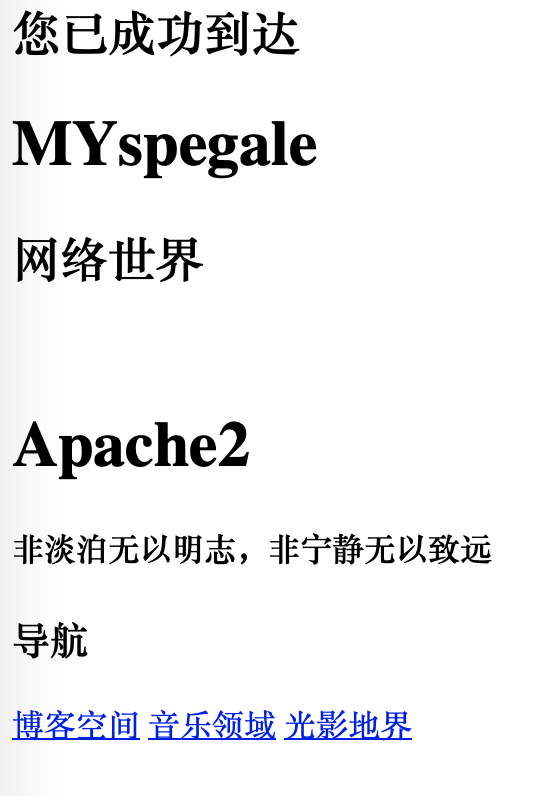 您已成功到达
MYspegale
网络世界
Apache2
非淡泊无以明志，非宁静无以致远
导航
博客空间 音乐领域 光影地界